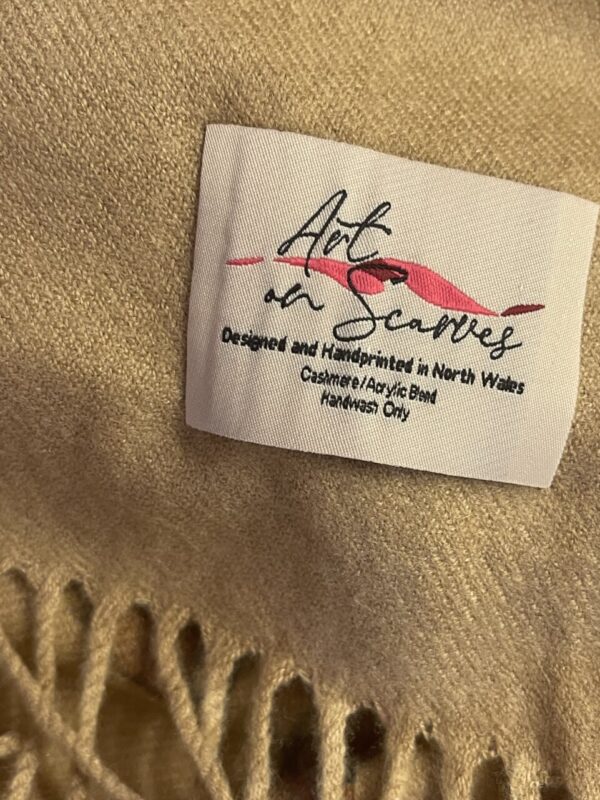 Art
on Scarves
Designed and Handprinted in North Wales
Cashmere/Acrylic Blend
Handwash Only